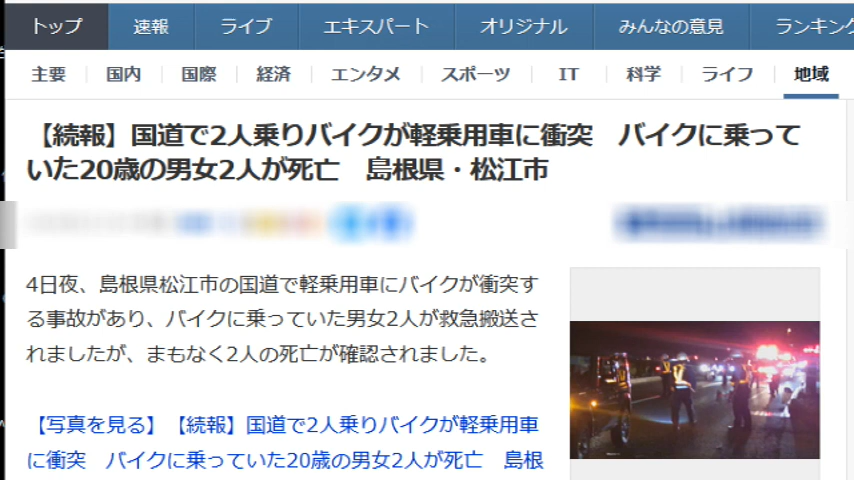 トップ 速報 ライブ エキスパート オリジナル みんなの意見 ランキング
主要 国内 国際 経済 エンタメ スポーツ IT 科学 ライフ 地域
【続報】国道で2人乗りバイクが軽乗用車に衝突　バイクに乗って
いた20歳の男女2人が死亡　島根県・松江市
4日夜、島根県松江市の国道で軽乗用車にバイクが衝突す
る事故があり、バイクに乗っていた男女2人が救急搬送さ
れましたが、まもなく2人の死亡が確認されました。
【写真を見る】【続報】国道で2人乗りバイクが軽乗用車
に衝突　バイクに乗っていた20歳の男女2人が死亡　島根